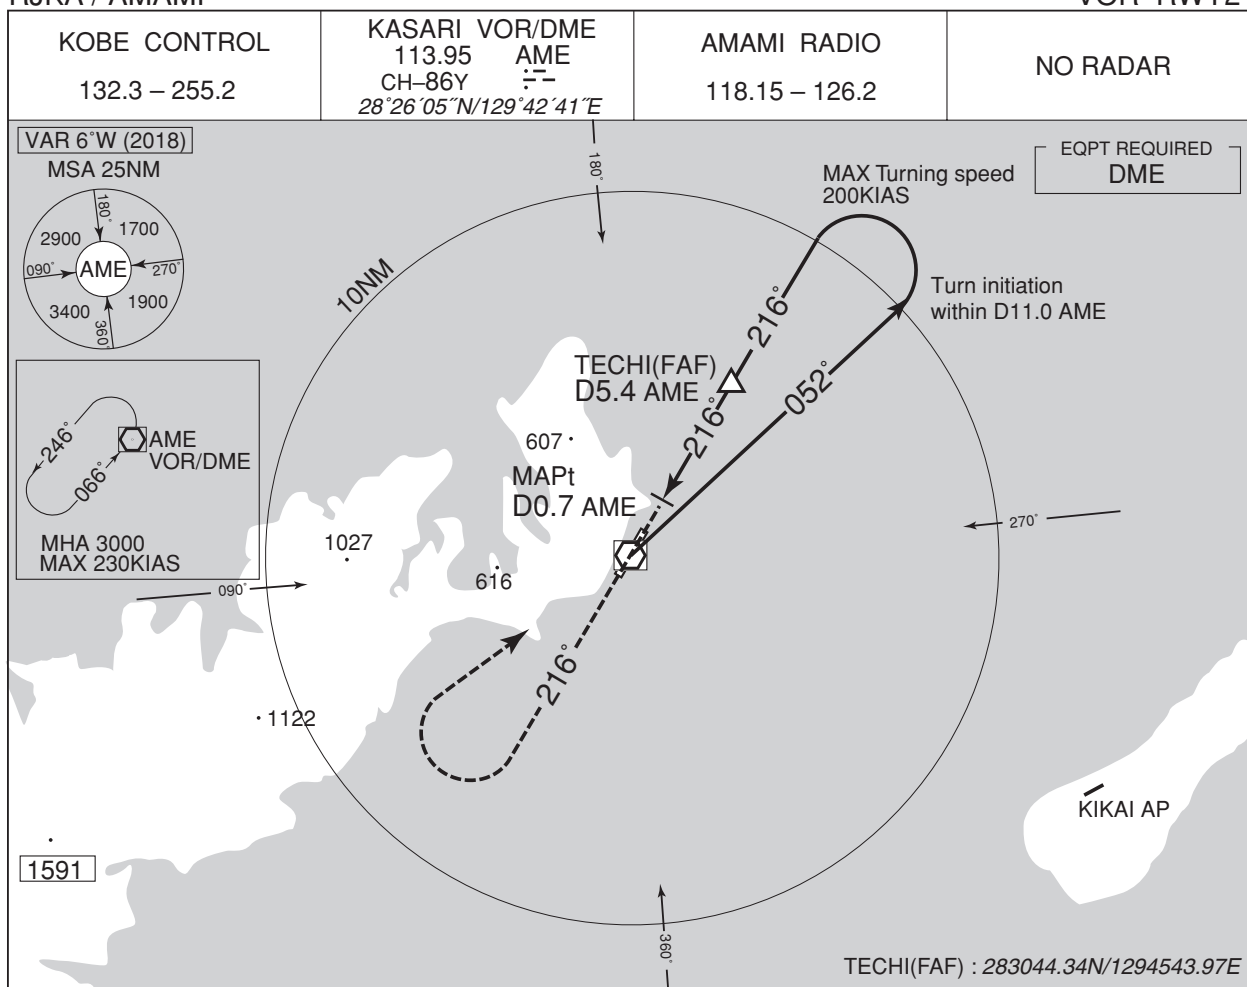 KOBE CONTROL
132.3 – 255.2
KASARI VOR/DME
113.95 AME
CH–86Y
28°26´05˝N/129°42´41˝E
AMAMI RADIO
118.15 – 126.2
NO RADAR
VAR 6°W (2018)
MSA 25NM
180°
2900
1700
090°
AME
270°
3400
1900
360°
180°
MAX Turning speed
200KIAS
EQPT REQUIRED
DME
10NM
Turn initiation
within D11.0 AME
216°
TECHI(FAF)
D5.4 AME
052°
216°
607
MAPt
D0.7 AME
246°
AME
VOR/DME
066°
MHA 3000
MAX 230KIAS
1027
616
270°
090°
216°
1122
KIKAI AP
1591
360°
TECHI(FAF) : 283044.34N/1294543.97E